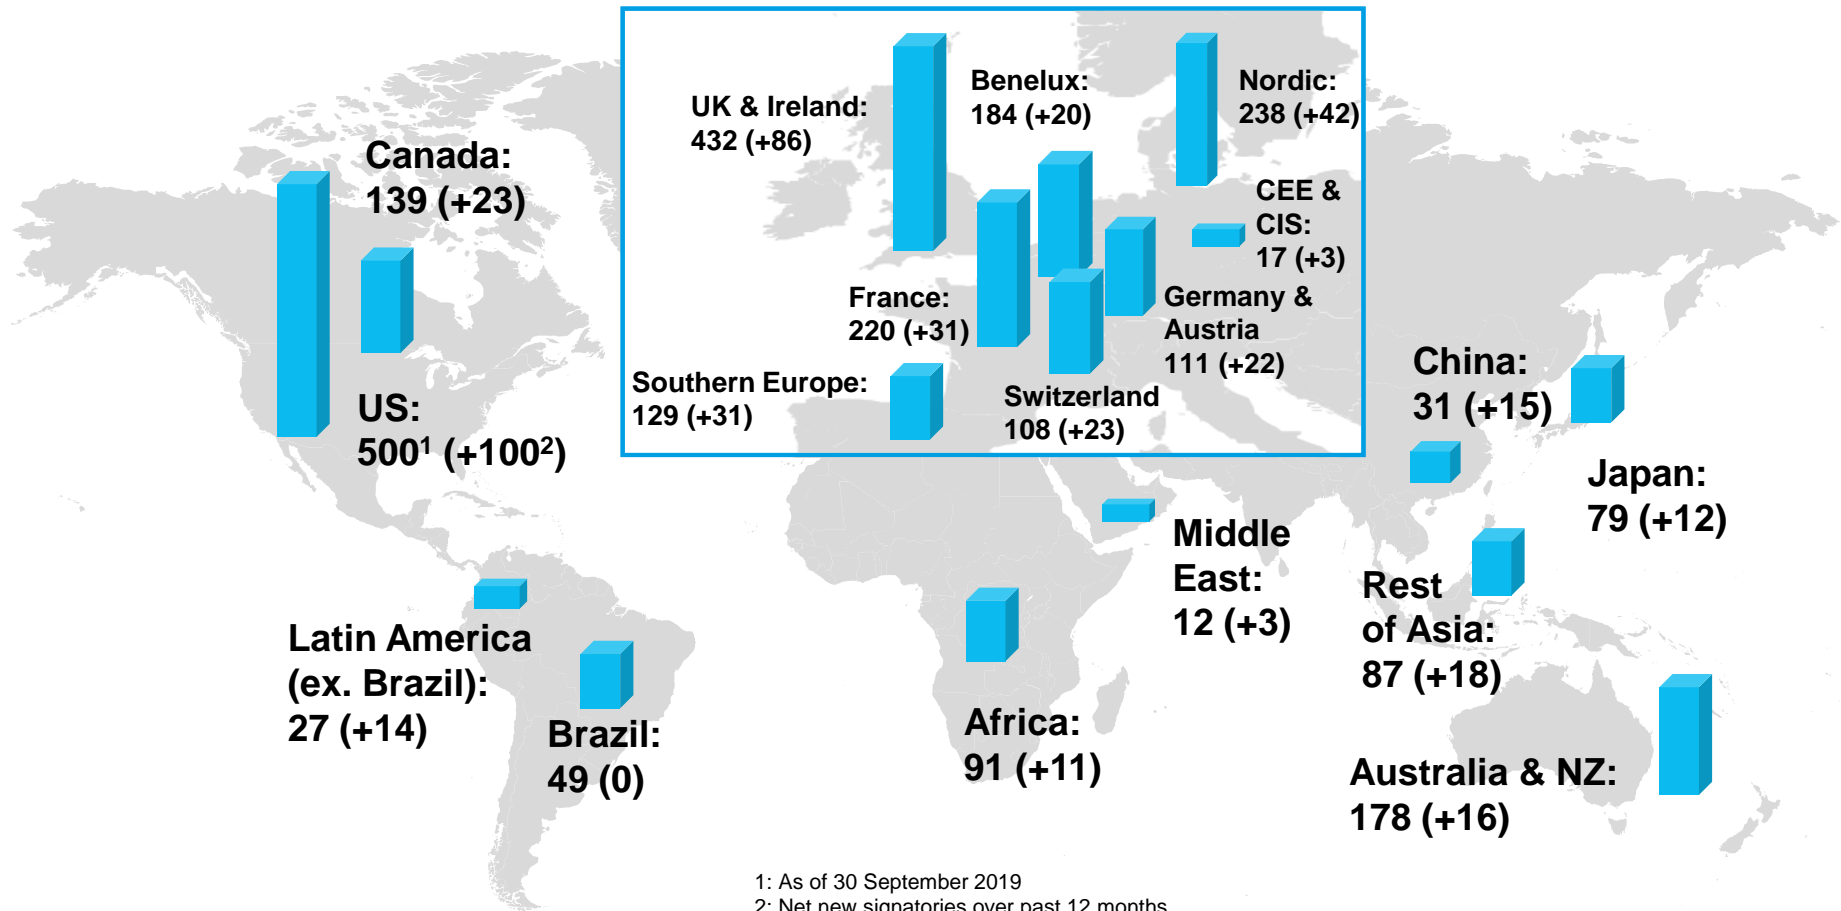 Canada:
139 (+23)
US:
500¹ (+100²)
Latin America
(ex. Brazil):
27 (+14)
Brazil:
49 (0)
UK & Ireland:
432 (+86)
Benelux:
184 (+20)
Nordic:
238 (+42)
CEE &
CIS:
17 (+3)
France:
220 (+31)
Germany &
Austria
111 (+22)
Southern Europe:
129 (+31)
Switzerland
108 (+23)
Middle
East:
12 (+3)
Africa:
91 (+11)
China:
31 (+15)
Japan:
79 (+12)
Rest
of Asia:
87 (+18)
Australia & NZ:
178 (+16)
1: As of 30 September 2019
2: Net new signatories over past 12 months